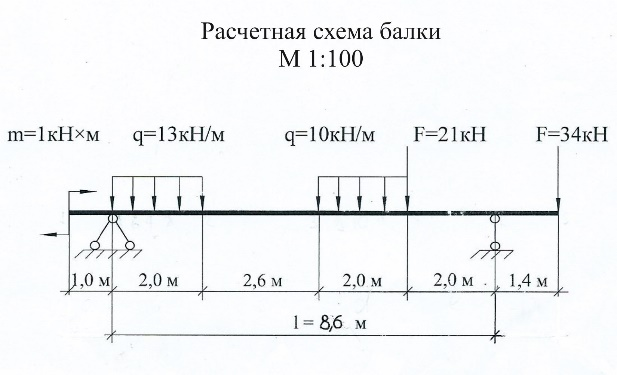 Расчетная схема балки
М 1:100
m=1кН×м q=13кН/м q=10кН/м F=21кН F=34кН
1,0 м 2,0 м 2,6 м 2,0 м 2,0 м 1,4 м
l = 8,6 м